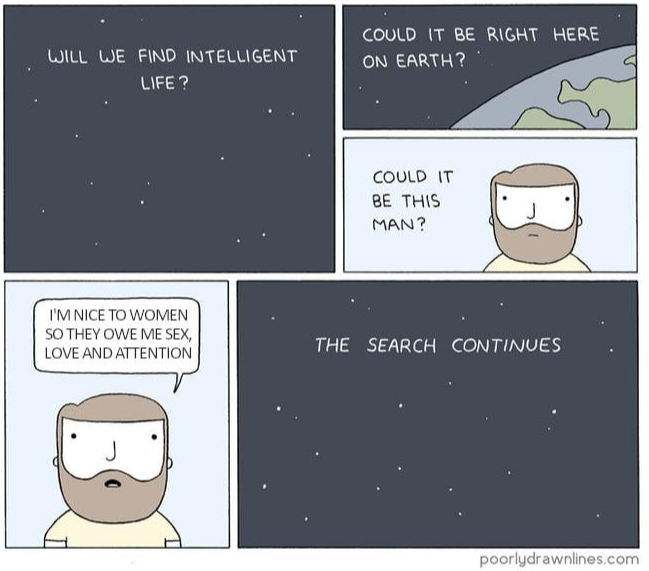 WILL WE FIND INTELLIGENT
LIFE?
COULD IT BE RIGHT HERE
ON EARTH?
COULD IT
BE THIS
MAN?
I'M NICE TO WOMEN
SO THEY OWE ME SEX,
LOVE AND ATTENTION
THE SEARCH CONTINUES
poorlydrawnlines.com